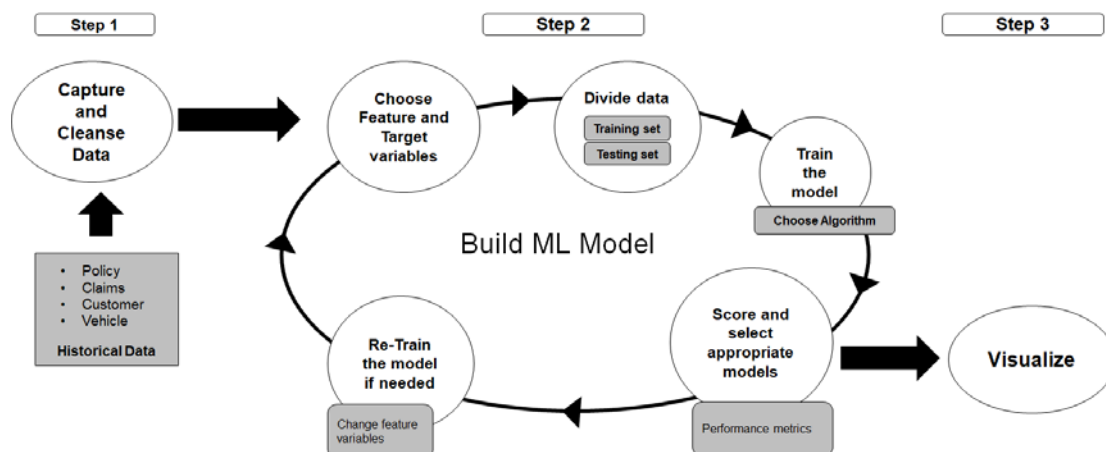 Step 1
Step 2
Step 3
Capture
and
Cleanse
Data
• Policy
• Claims
• Customer
• Vehicle
Historical Data
Choose
Feature and
Target
variables
Divide data
Training set
Testing set
Train
the
model
Choose Algorithm
Build ML Model
Score and
select
appropriate
models
Performance metrics
Re-Train
the model
if needed
Change feature
variables
Visualize